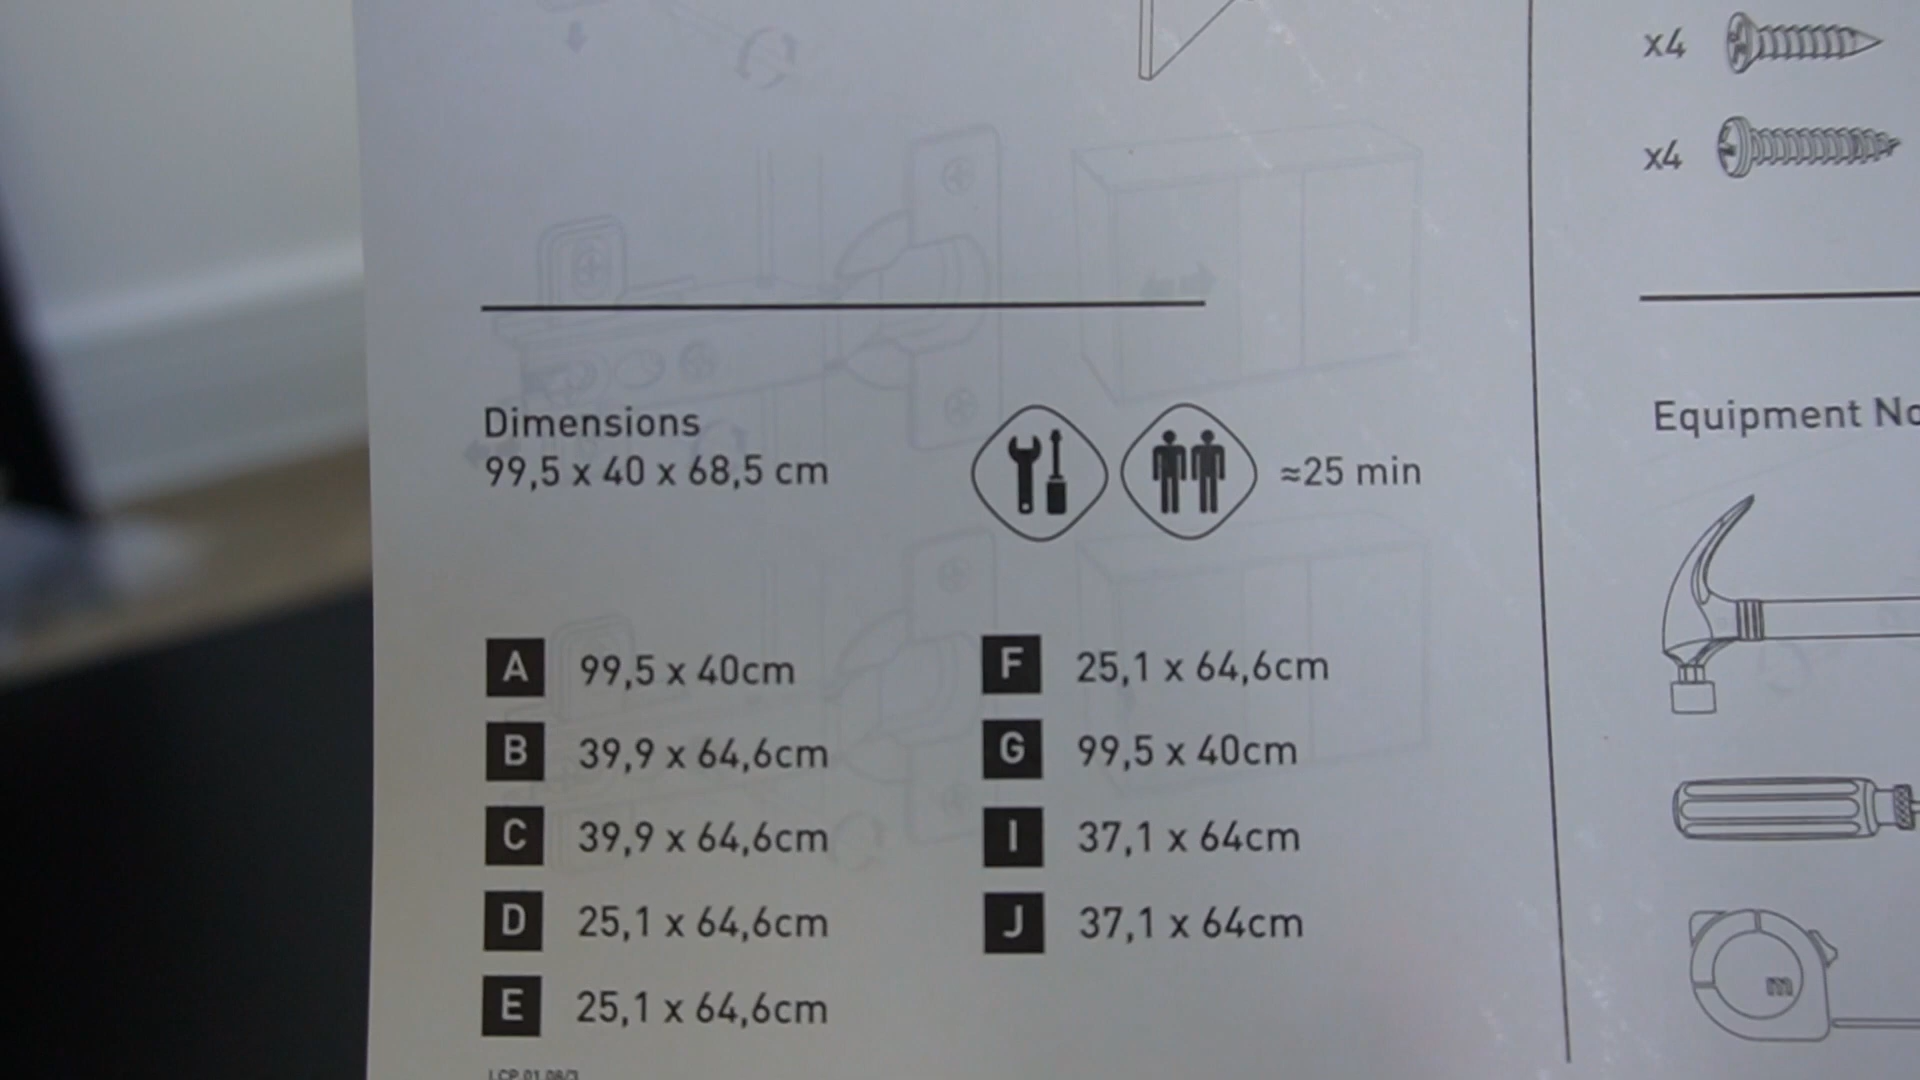 x4
x4
Dimensions
99,5 x 40 x 68,5 cm
≈25 min
A 99,5 x 40cm
B 39,9 x 64,6cm
C 39,9 x 64,6cm
D 25,1 x 64,6cm
E 25,1 x 64,6cm
F 25,1 x 64,6cm
G 99,5 x 40cm
I 37,1 x 64cm
J 37,1 x 64cm
Equipment
m